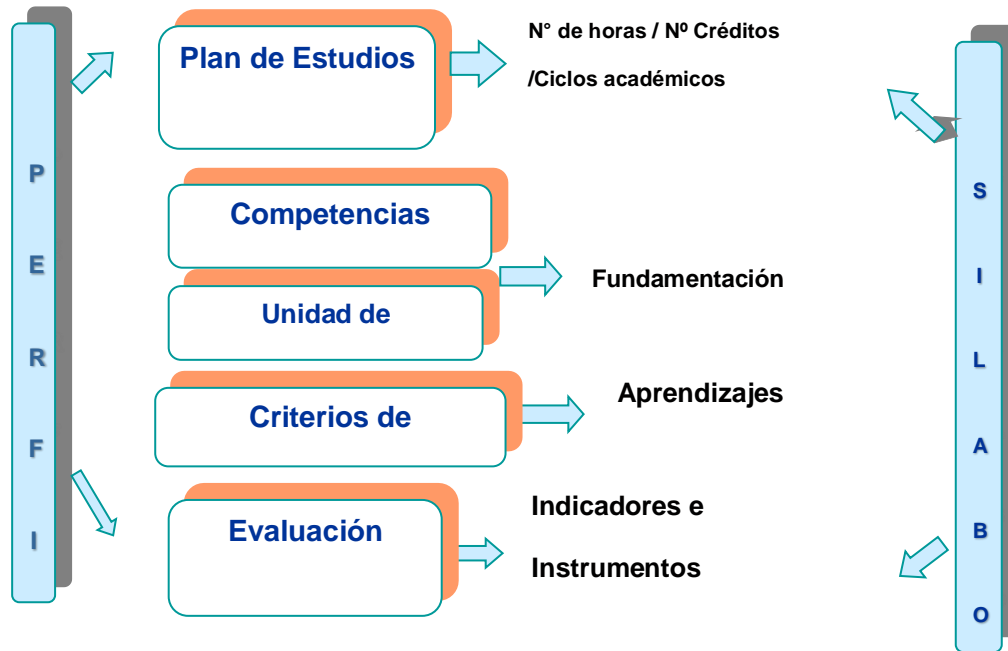 P
E
R
F
I
Plan de Estudios
N° de horas / Nº Créditos
/Ciclos académicos
Competencias
Unidad de
Fundamentación
Criterios de
Aprendizajes
Evaluación
Indicadores e
Instrumentos
S
I
L
A
B
O